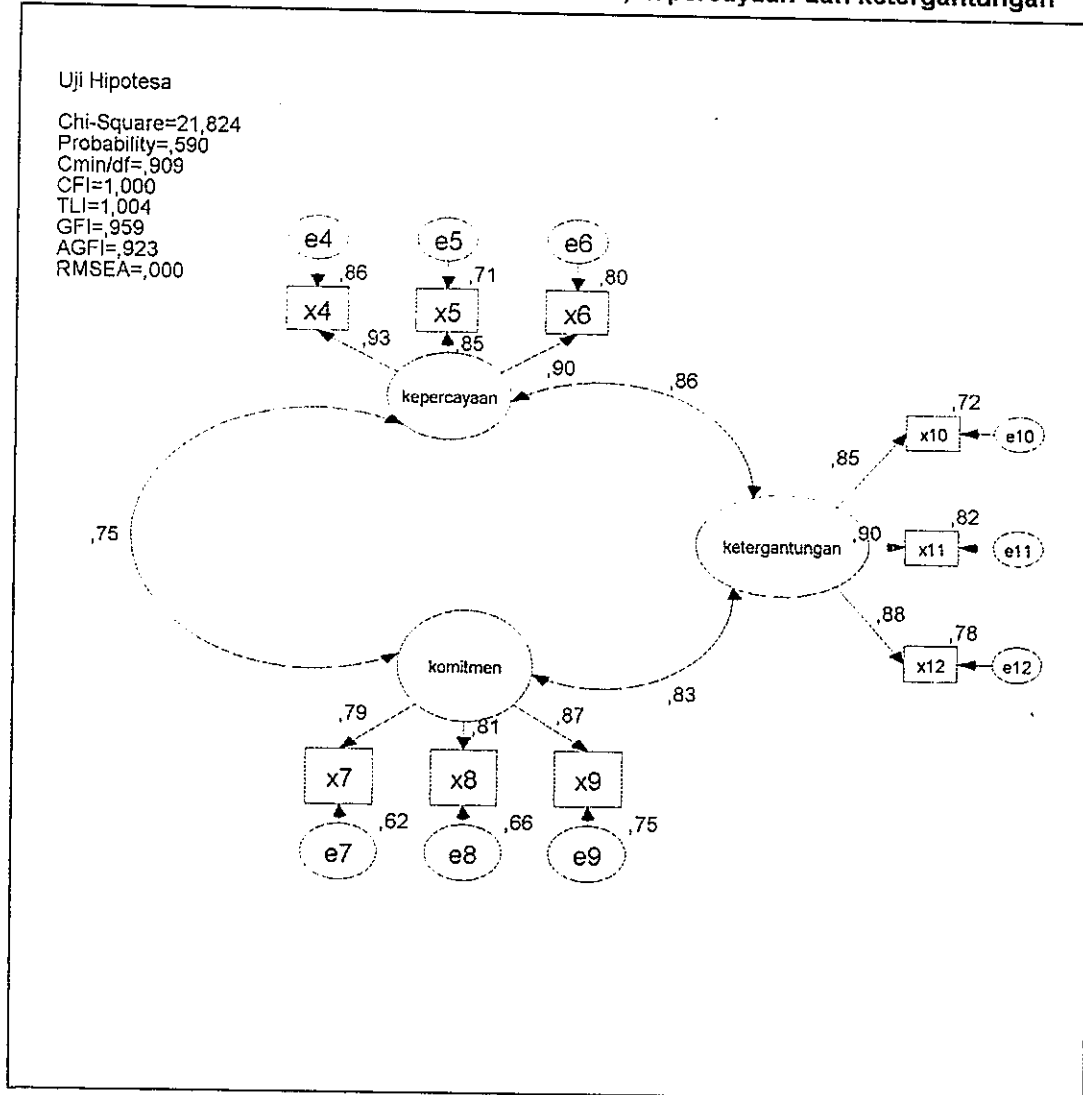 dan ketergantungan
Uji Hipotesa
Chi-Square=21,824
Probability=,590
Cmin/df=,909
CFI=1,000
TLI=1,004
GFI=,959
AGFI=,923
RMSEA=,000
e4 e5 e6
,86 ,71 ,80
x4 x5 x6
,93 ,85 ,90
kepercayaan
,86
,72
x10 e10
,85
,75
,82
ketergantungan ,90 x11 e11
,88
,78
x12 e12
komitmen
,83
,79 ,81 ,87
x7 x8 x9
,62 ,66 ,75
e7 e8 e9